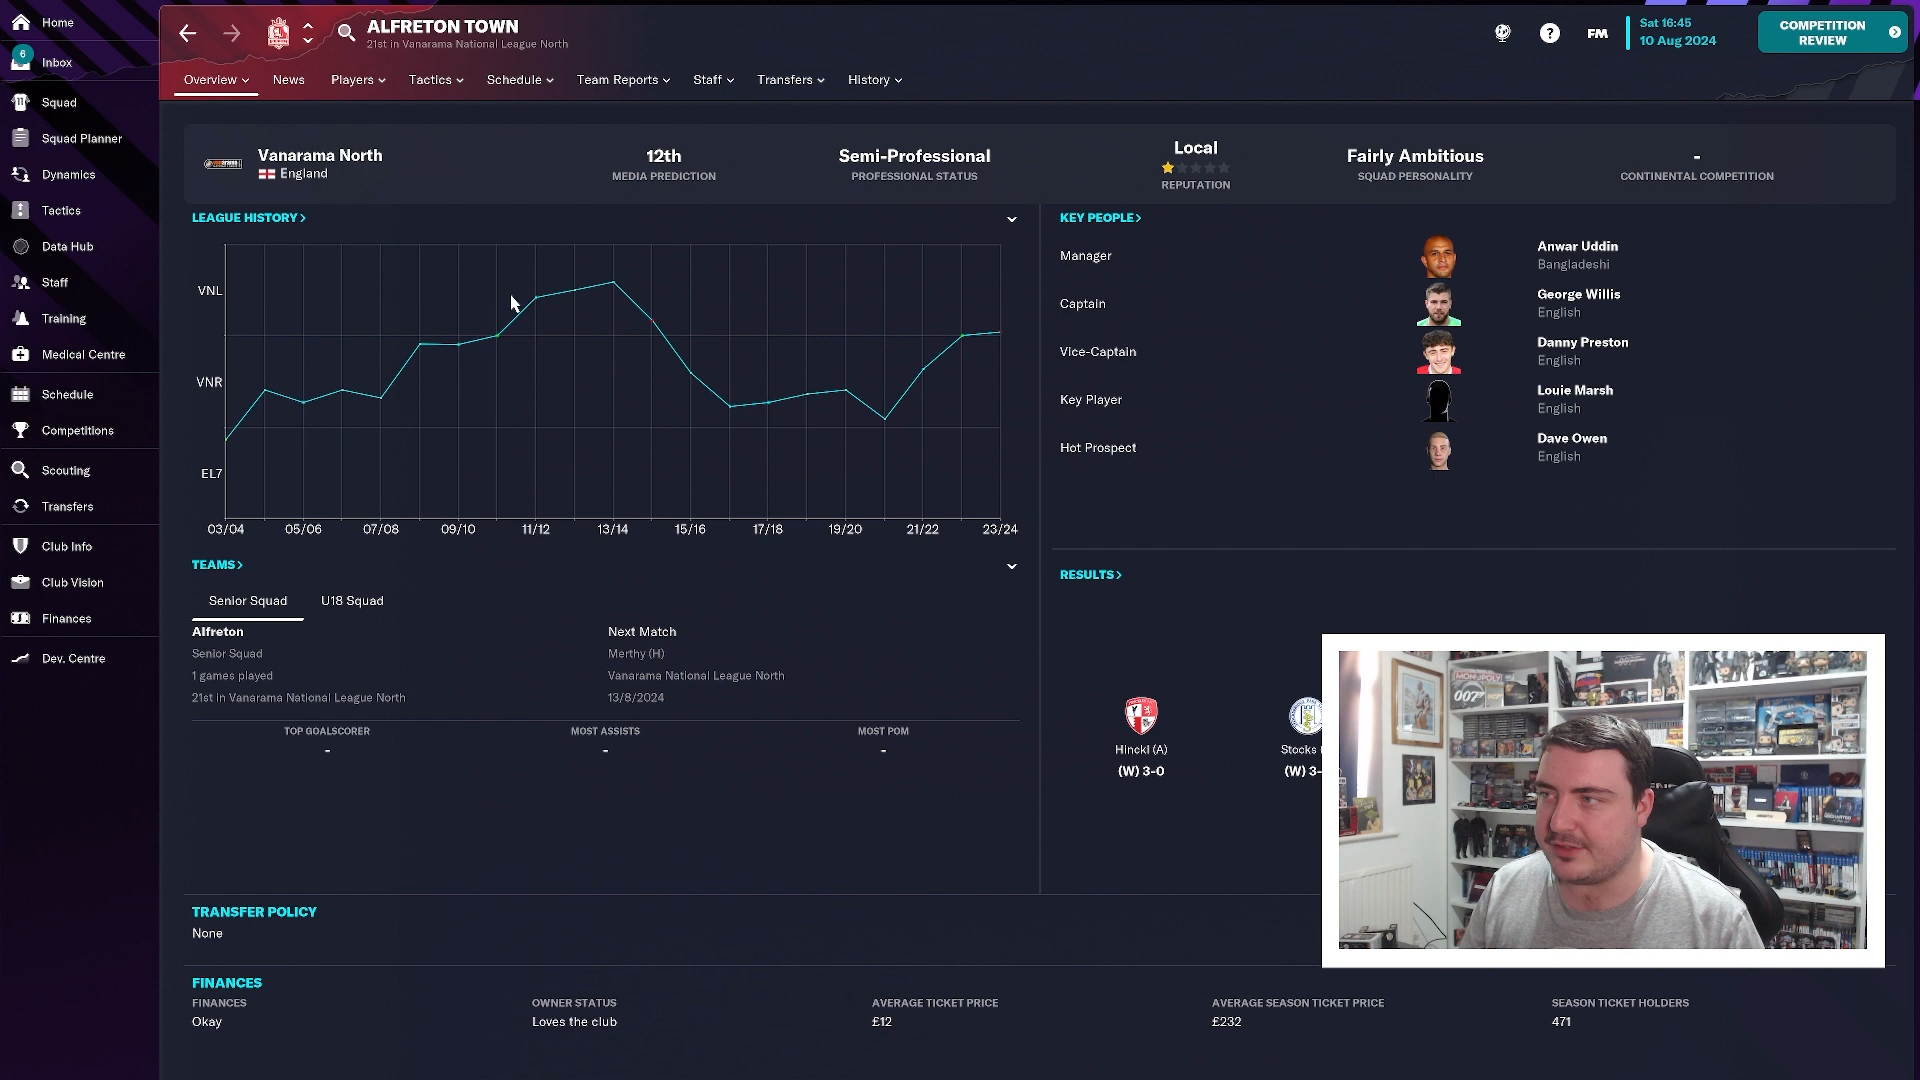 Home
6
Inbox
Squad
Squad Planner
Dynamics
Tactics
Data Hub
Staff
Training
Medical Centre
Schedule
Competitions
Scouting
Transfers
Club Info
Club Vision
Finances
Dev. Centre
ALFRETON TOWN
21st in Vanarama National League North
? FM
Sat 16:45
10 Aug 2024
COMPETITION
REVIEW
Overview News Players Tactics Schedule Team Reports Staff Transfers History
Vanarama North
England
12th
MEDIA PREDICTION
Semi-Professional
PROFESSIONAL STATUS
Local
REPUTATION
Fairly Ambitious
SQUAD PERSONALITY
-
CONTINENTAL COMPETITION
LEAGUE HISTORY >
VNL
VNR
EL7
03/04 05/06 07/08 09/10 11/12 13/14 15/16 17/18 19/20 21/22 23/24
KEY PEOPLE >
Manager
Anwar Uddin
Bangladeshi
Captain
George Willis
English
Vice-Captain
Danny Preston
English
Key Player
Louie Marsh
English
Hot Prospect
Dave Owen
English
TEAMS >
Senior Squad U18 Squad
Alfreton
Senior Squad
1 games played
21st in Vanarama National League North
Next Match
Merthy (H)
Vanarama National League North
13/8/2024
TOP GOALSCORER MOST ASSISTS MOST POM
- - -
RESULTS >
Hinckl (A)
(W) 3-0
Stocks
(W) 3-
MONOPOLY
007
TRANSFER POLICY
None
FINANCES
FINANCES
Okay
OWNER STATUS
Loves the club
AVERAGE TICKET PRICE
£12
AVERAGE SEASON TICKET PRICE
£232
SEASON TICKET HOLDERS
471